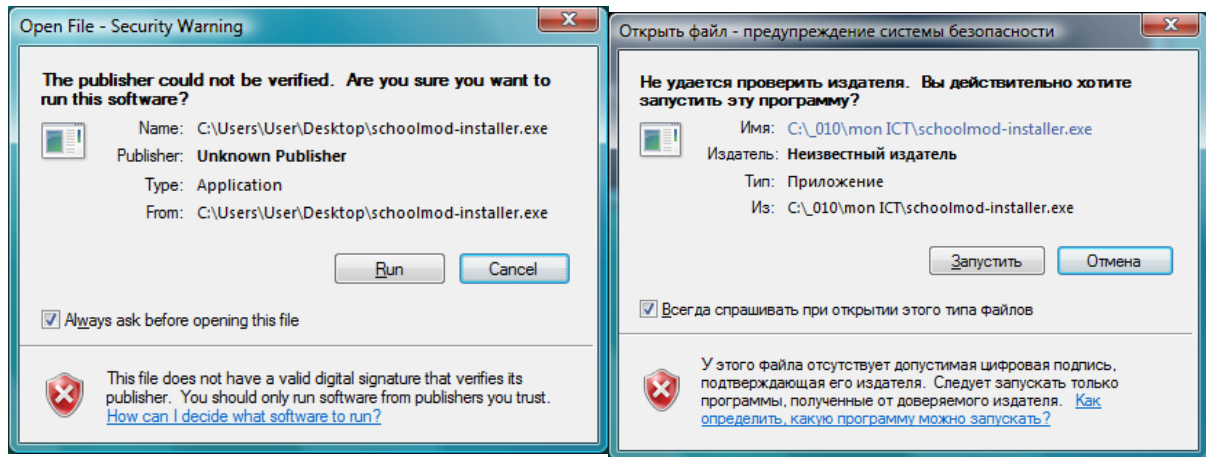 Open File - Security Warning
The publisher could not be verified. Are you sure you want to
run this software?
Name: C:\Users\User\Desktop\schoolmod-installer.exe
Publisher: Unknown Publisher
Type: Application
From: C:\Users\User\Desktop\schoolmod-installer.exe
Run Cancel
Always ask before opening this file
This file does not have a valid digital signature that verifies its
publisher. You should only run software from publishers you trust.
How can I decide what software to run?
Открыть файл - предупреждение системы безопасности
Не удается проверить издателя. Вы действительно хотите
запустить эту программу?
Имя: C:\_010\mon ICT\schoolmod-installer.exe
Издатель: Неизвестный издатель
Тип: Приложение
Из: C:\_010\mon ICT\schoolmod-installer.exe
Запустить Отмена
Всегда спрашивать при открытии этого типа файлов
У этого файла отсутствует допустимая цифровая подпись,
подтверждающая его издателя. Следует запускать только
программы, полученные от доверяемого издателя. Как
определить, какую программу можно запускать?